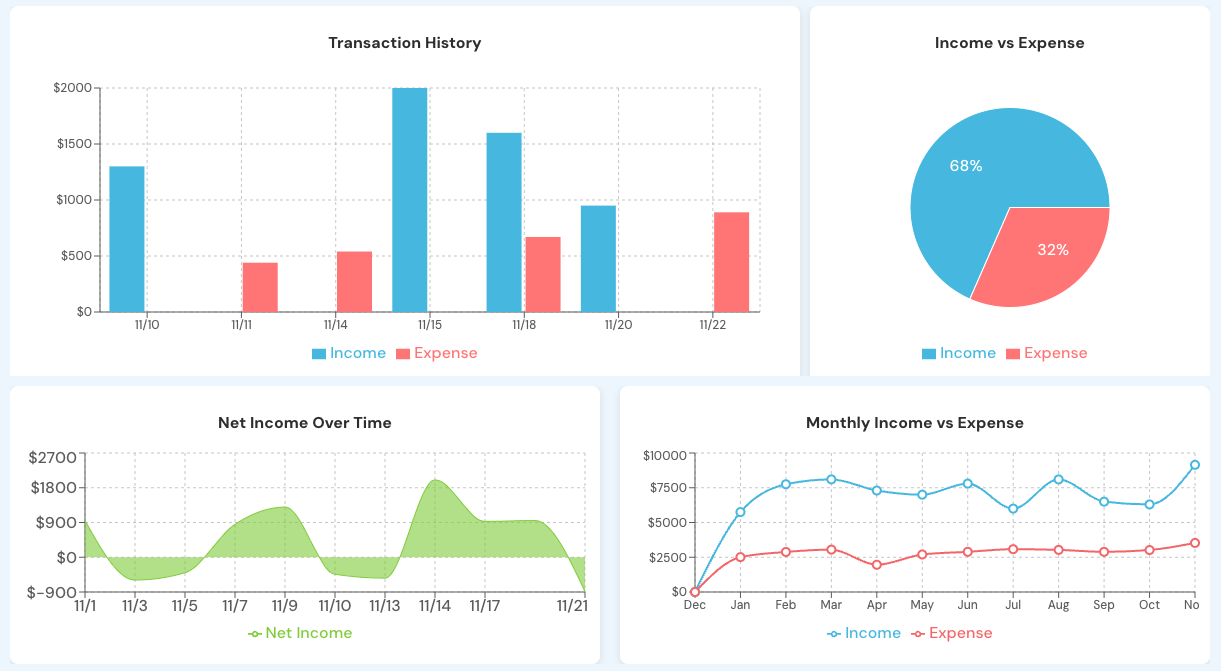 Transaction History
$2000
$1500
$1000
$500
$0
11/10 11/11 11/14 11/15 11/18 11/20 11/22
Income Expense
Income vs Expense
68%
32%
Income Expense
Net Income Over Time
$2700
$1800
$900
$0
$-900
11/1 11/3 11/5 11/7 11/9 11/10 11/13 11/14 11/17 11/21
Net Income
Monthly Income vs Expense
$10000
$7500
$5000
$2500
$0
Dec Jan Feb Mar Apr May Jun Jul Aug Sep Oct No
Income Expense